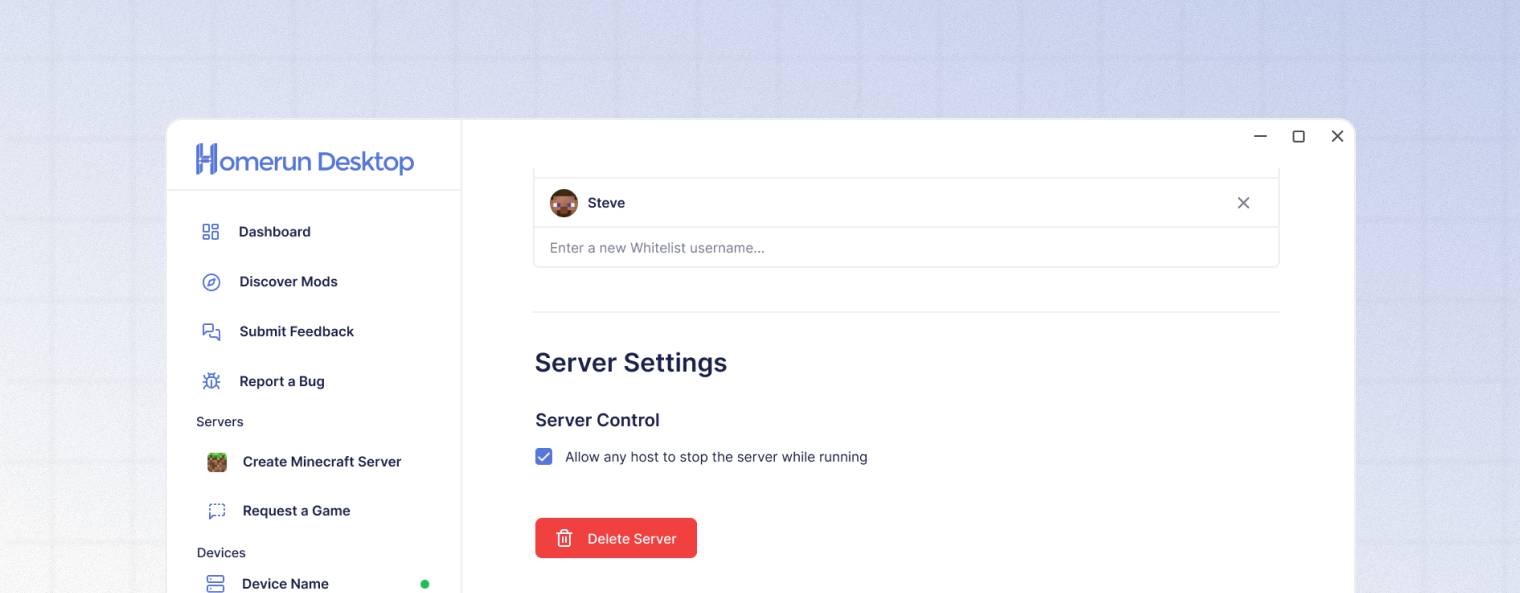 Homerun Desktop
Dashboard
Discover Mods
Submit Feedback
Report a Bug
Servers
Create Minecraft Server
Request a Game
Devices
Device Name
Steve
Enter a new Whitelist username...
Server Settings
Server Control
Allow any host to stop the server while running
Delete Server